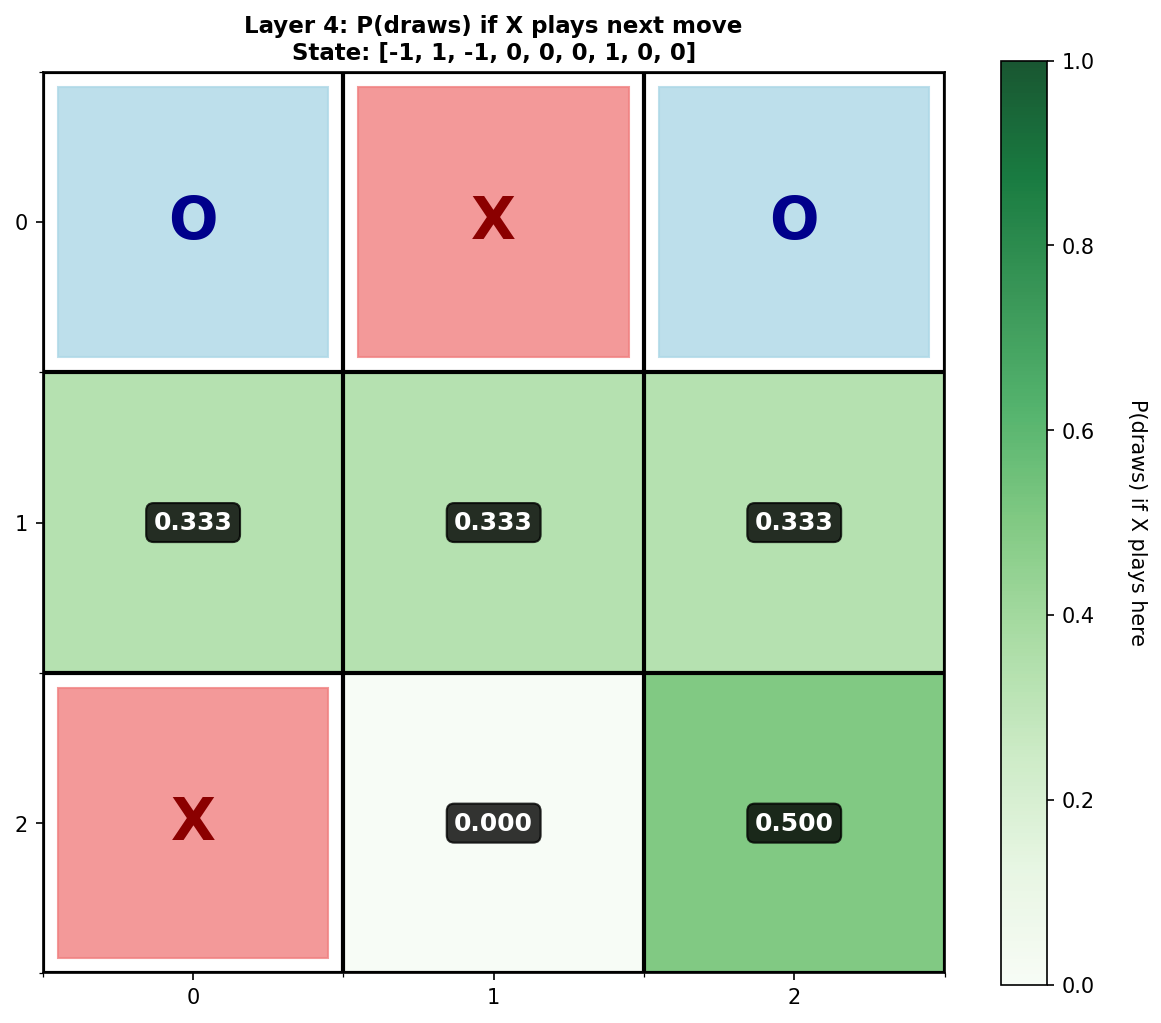 Layer 4: P(draws) if X plays next move
State: [-1, 1, -1, 0, 0, 0, 1, 0, 0]
O X O
0
0.333 0.333 0.333
1
X 0.000 0.500
2
0 1 2
1.0
0.8
0.6
0.4
0.2
0.0
P(draws) if X plays here